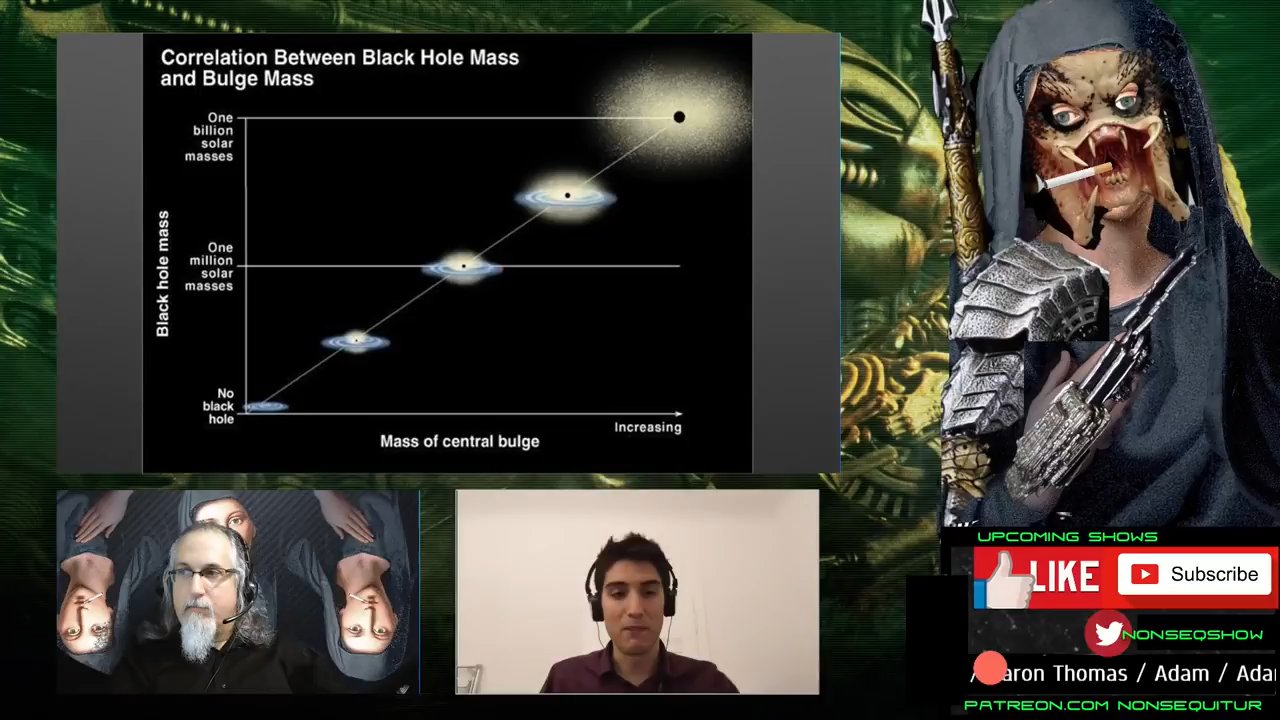 Correlation Between Black Hole Mass
and Bulge Mass
One
billion
solar
masses
One
million
solar
masses
Black hole mass
No
black
hole
Increasing
Mass of central bulge
UPCOMING SHOWS
LIKE
Subscribe
NONSEQSHOW
aron Thomas / Adam / Ada
PATREON.COM NONSEQUITUR